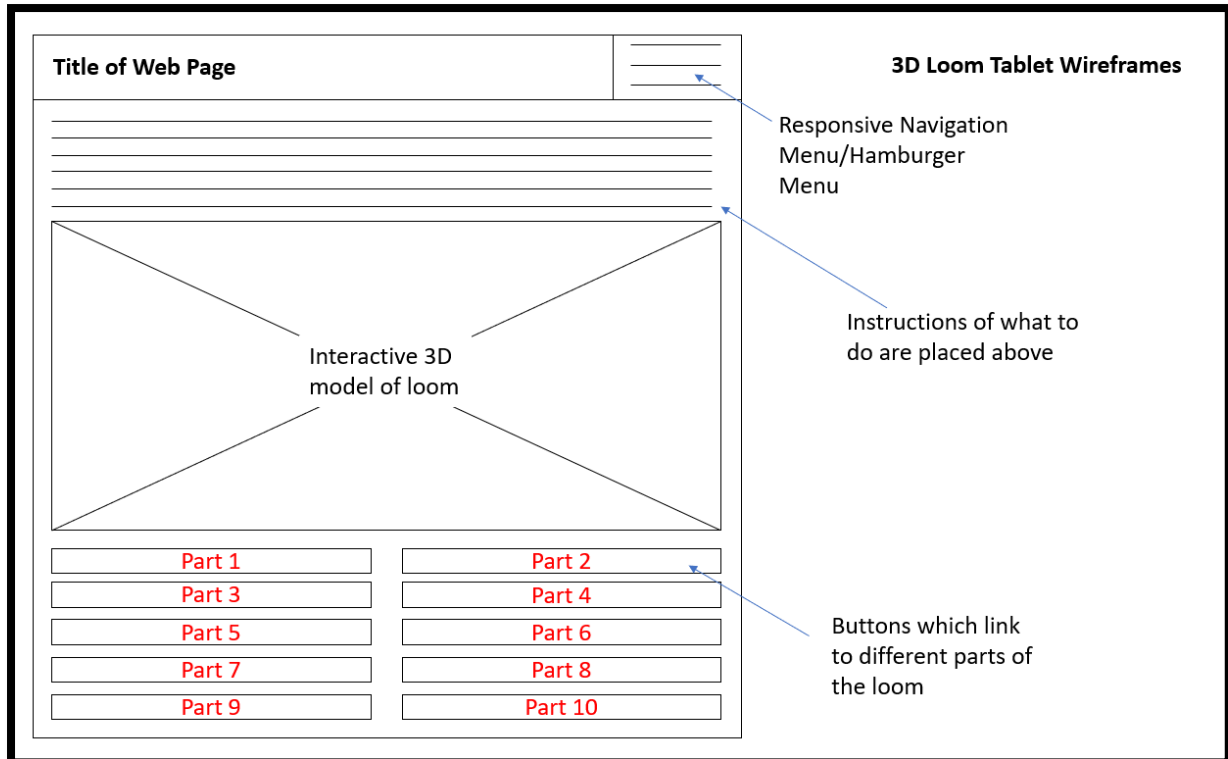 Title of Web Page
3D Loom Tablet Wireframes
Responsive Navigation
Menu/Hamburger
Menu
Instructions of what to
do are placed above
Interactive 3D
model of loom
Part 1
Part 2
Part 3
Part 4
Part 5
Part 6
Part 7
Part 8
Part 9
Part 10
Buttons which link
to different parts of
the loom